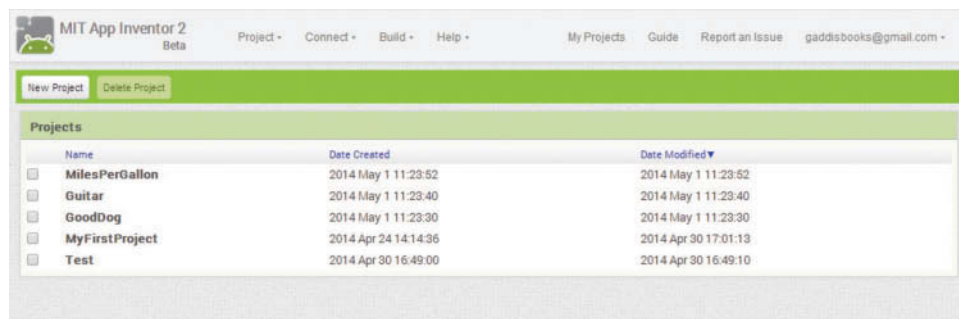 MIT App Inventor 2
Beta
Project Connect Build Help My Projects Guide Report an Issue gaddisbooks@gmail.com
New Project Delete Project
Projects
Name Date Created Date Modified▼
MilesPerGallon 2014 May 1 11:23:52 2014 May 1 11:23:52
Guitar 2014 May 1 11:23:40 2014 May 1 11:23:40
GoodDog 2014 May 1 11:23:30 2014 May 1 11:23:30
MyFirstProject 2014 Apr 24 14:14:36 2014 Apr 30 17:01:13
Test 2014 Apr 30 16:49:00 2014 Apr 30 16:49:10